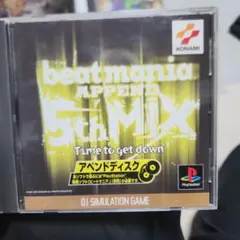 KONAMI
beatmania
APPEND
5th MIX
Time to get down
アペンドディスク
PlayStation
DJ SIMULATION GAME